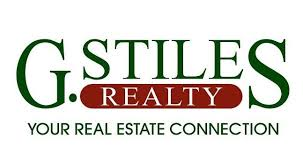 G. STILES
REALTY
YOUR REAL ESTATE CONNECTION